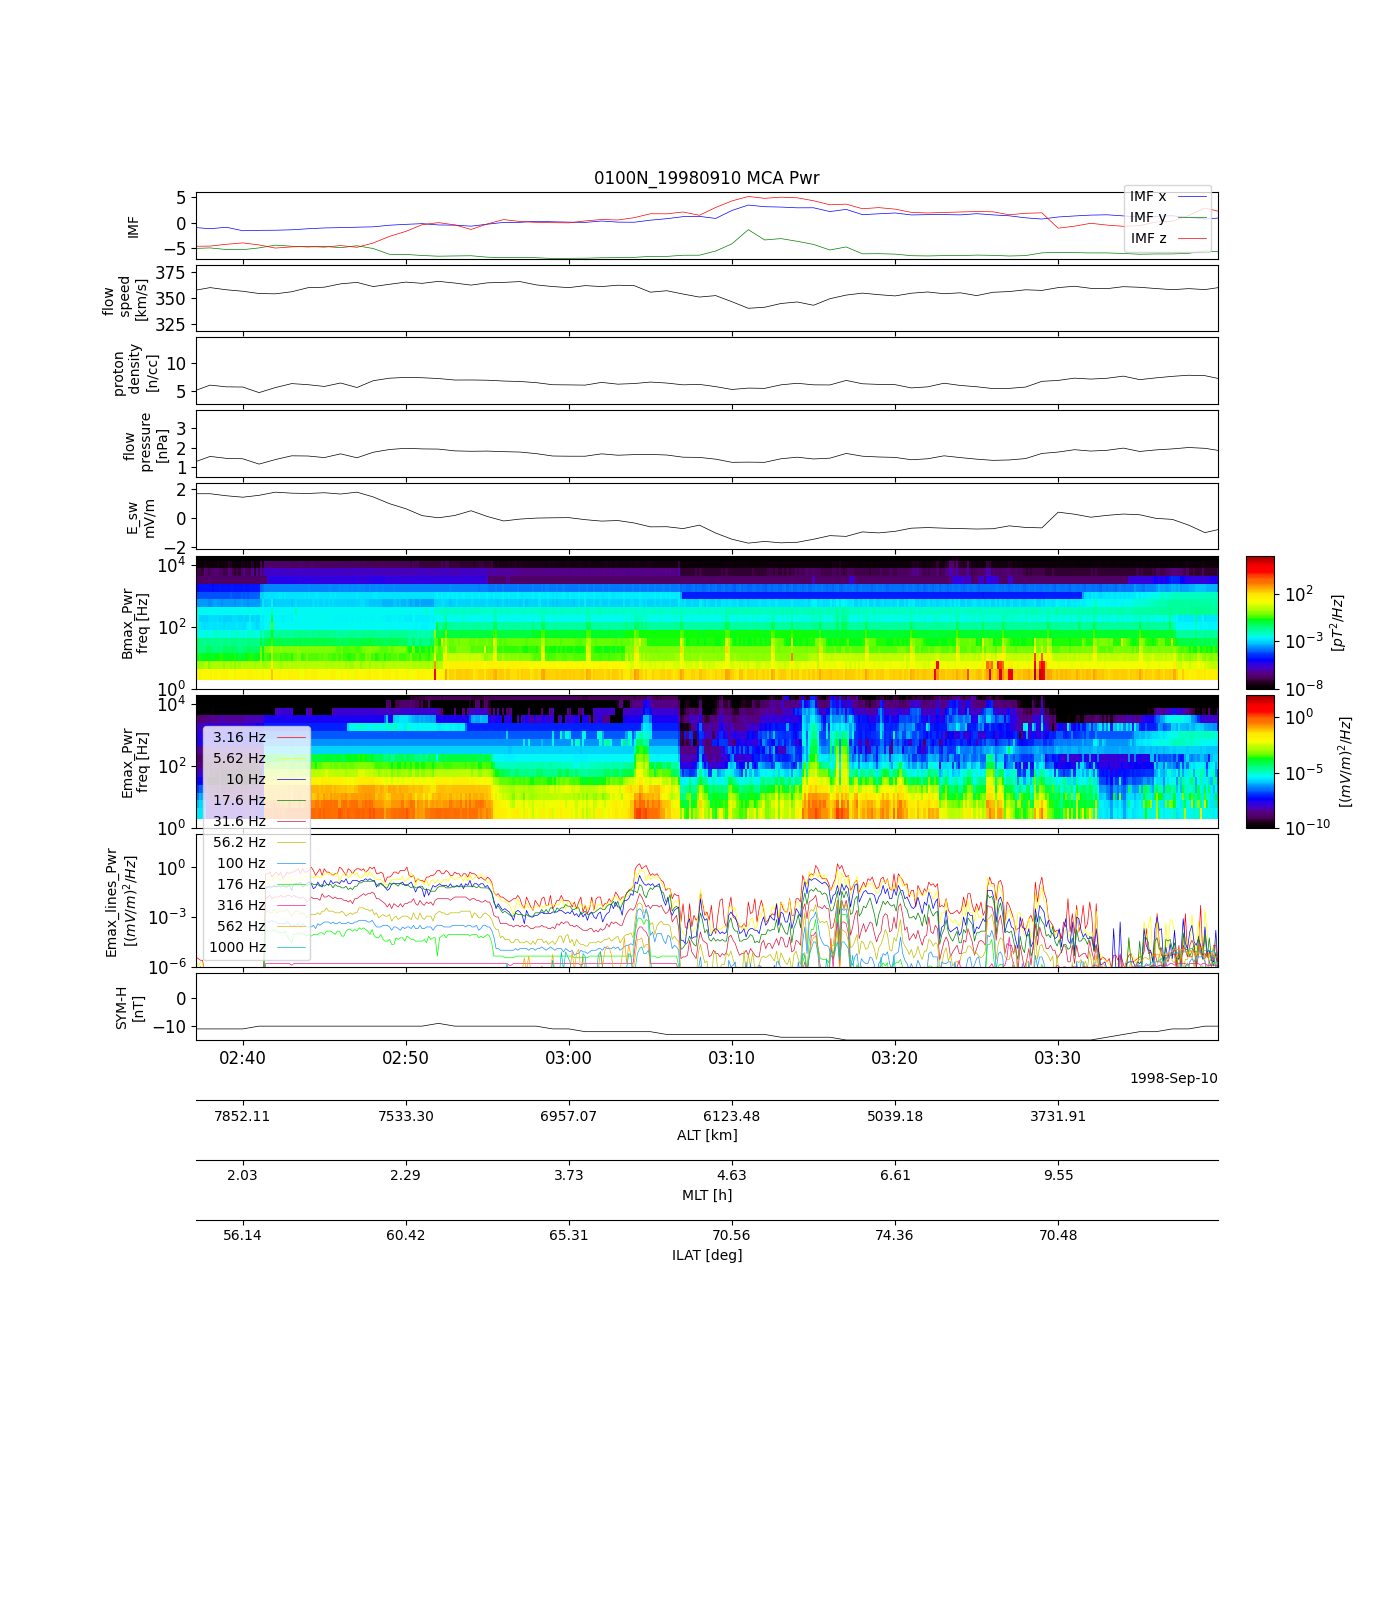 0100N_19980910 MCA Pwr
5
0
−5
IMF
IMF x
IMF y
IMF z
375
350
325
flow
speed
[km/s]
10
5
proton
density
[n/cc]
3
2
1
flow
pressure
[nPa]
2
0
−2
E_sw
mV/m
10^4
10^2
10^0
Bmax_Pwr
freq [Hz]
10^2
10^−3
10^−8
[pT^2/Hz]
10^4
10^2
10^0
Emax_Pwr
freq [Hz]
10^0
10^−5
10^−10
[(mV/m)^2/Hz]
3.16 Hz
5.62 Hz
10 Hz
17.6 Hz
31.6 Hz
56.2 Hz
100 Hz
176 Hz
316 Hz
562 Hz
1000 Hz
10^0
10^−3
10^−6
Emax_lines_Pwr
[(mV/m)^2/Hz]
0
−10
SYM-H
[nT]
02:40 02:50 03:00 03:10 03:20 03:30
1998-Sep-10
7852.11 7533.30 6957.07 6123.48 5039.18 3731.91
ALT [km]
2.03 2.29 3.73 4.63 6.61 9.55
MLT [h]
56.14 60.42 65.31 70.56 74.36 70.48
ILAT [deg]